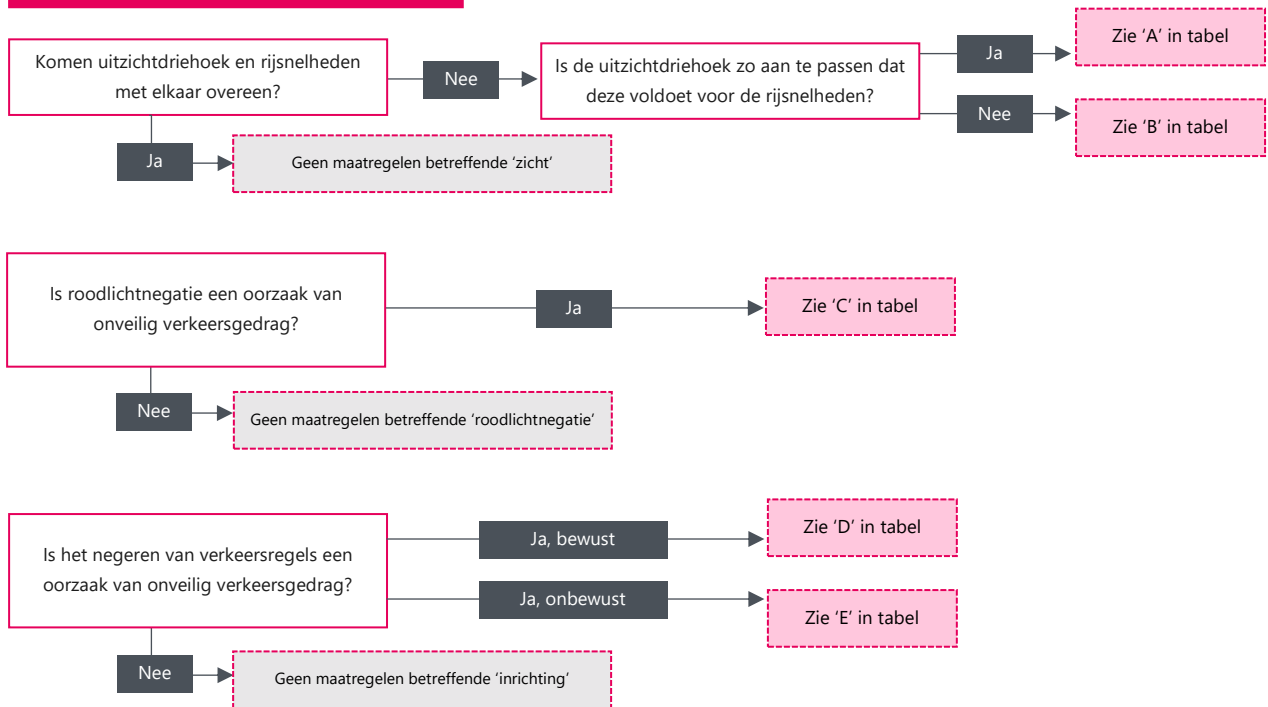 Komen uitzichtdriehoek en rijsnelheden
met elkaar overeen?
Nee
Is de uitzichtdriehoek zo aan te passen dat
deze voldoet voor de rijsnelheden?
Ja
Zie ‘A’ in tabel
Nee
Zie ‘B’ in tabel
Ja
Geen maatregelen betreffende ‘zicht’
Is roodlichtnegatie een oorzaak van
onveilig verkeersgedrag?
Ja
Zie ‘C’ in tabel
Nee
Geen maatregelen betreffende ‘roodlichtnegatie’
Is het negeren van verkeersregels een
oorzaak van onveilig verkeersgedrag?
Ja, bewust
Zie ‘D’ in tabel
Ja, onbewust
Zie ‘E’ in tabel
Nee
Geen maatregelen betreffende ‘inrichting’